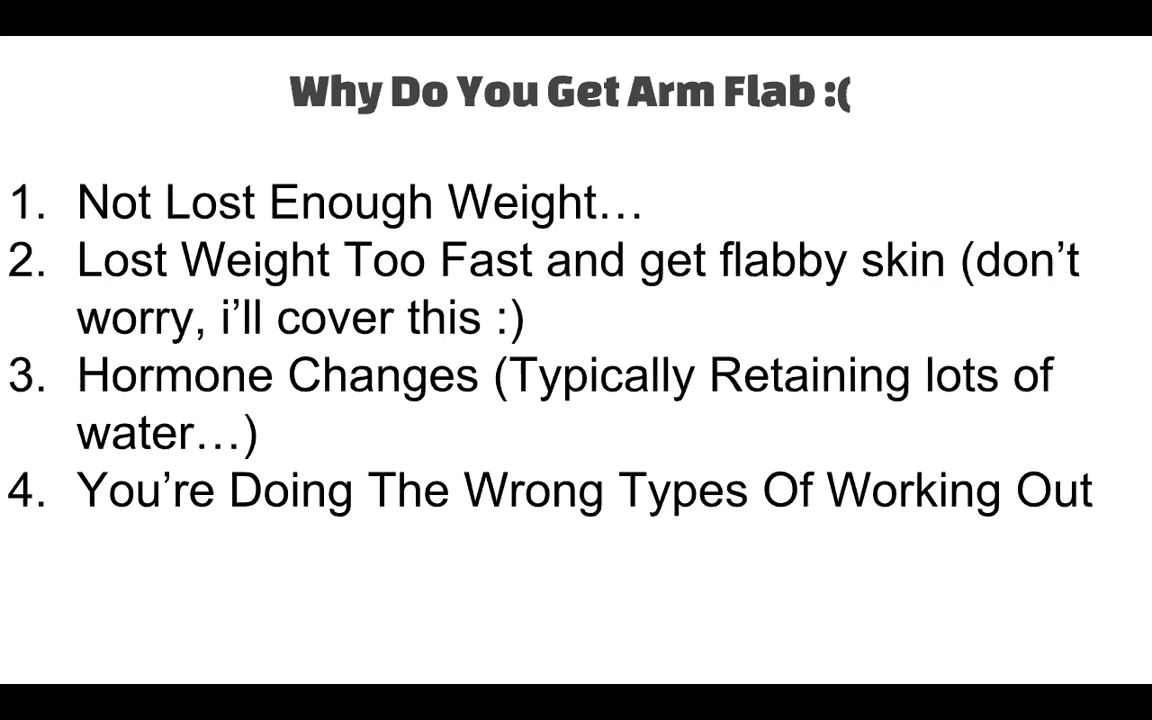 Why Do You Get Arm Flab :(
1. Not Lost Enough Weight…
2. Lost Weight Too Fast and get flabby skin (don’t
worry, i’ll cover this :)
3. Hormone Changes (Typically Retaining lots of
water…)
4. You’re Doing The Wrong Types Of Working Out